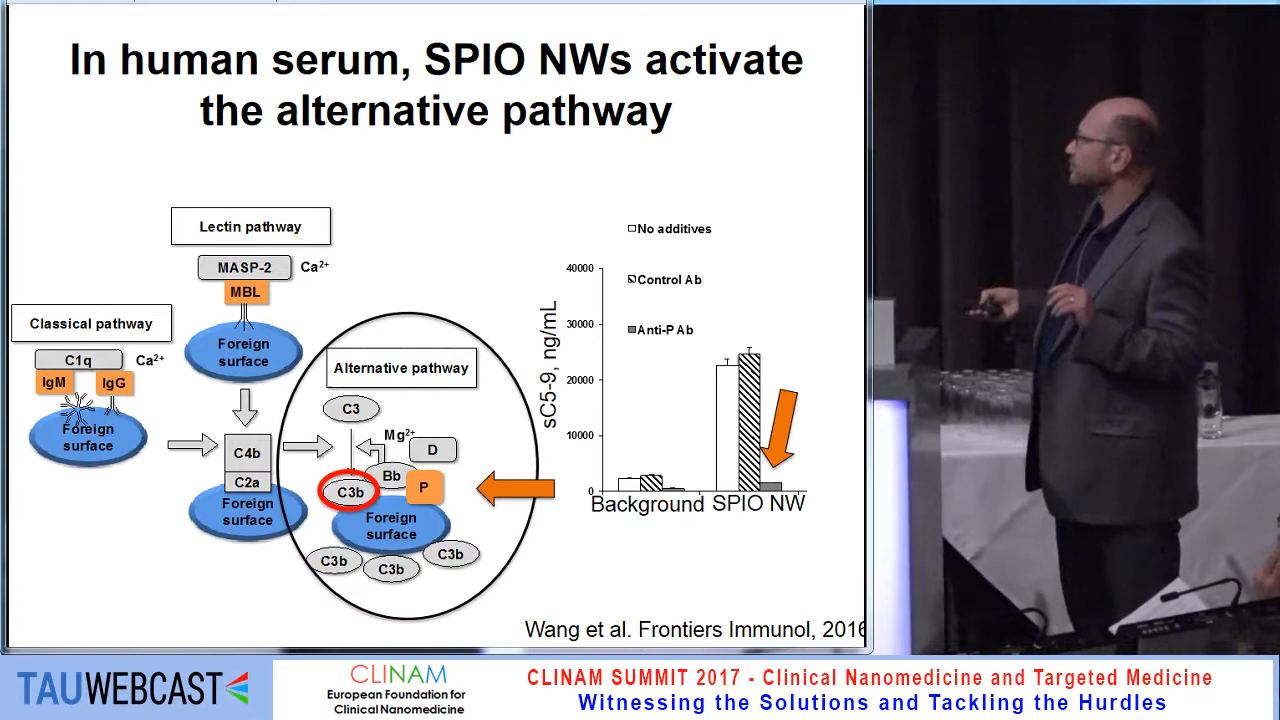 In human serum, SPIO NWs activate
the alternative pathway
Lectin pathway
MASP-2 Ca²⁺
MBL
Foreign
surface
Classical pathway
C1q Ca²⁺
IgM IgG
Foreign
surface
C4b
C2a
Foreign
surface
Alternative pathway
C3
Mg²⁺
D
Bb
P
C3b
Foreign
surface
C3b
C3b
C3b
No additives
Control Ab
Anti-P Ab
sC5-9, ng/mL
40000
30000
20000
10000
0
Background SPIO NW
Wang et al. Frontiers Immunol, 2016
TAUWEBCAST
CLINAM
European Foundation for
Clinical Nanomedicine
CLINAM SUMMIT 2017 - Clinical Nanomedicine and Targeted Medicine
Witnessing the Solutions and Tackling the Hurdles